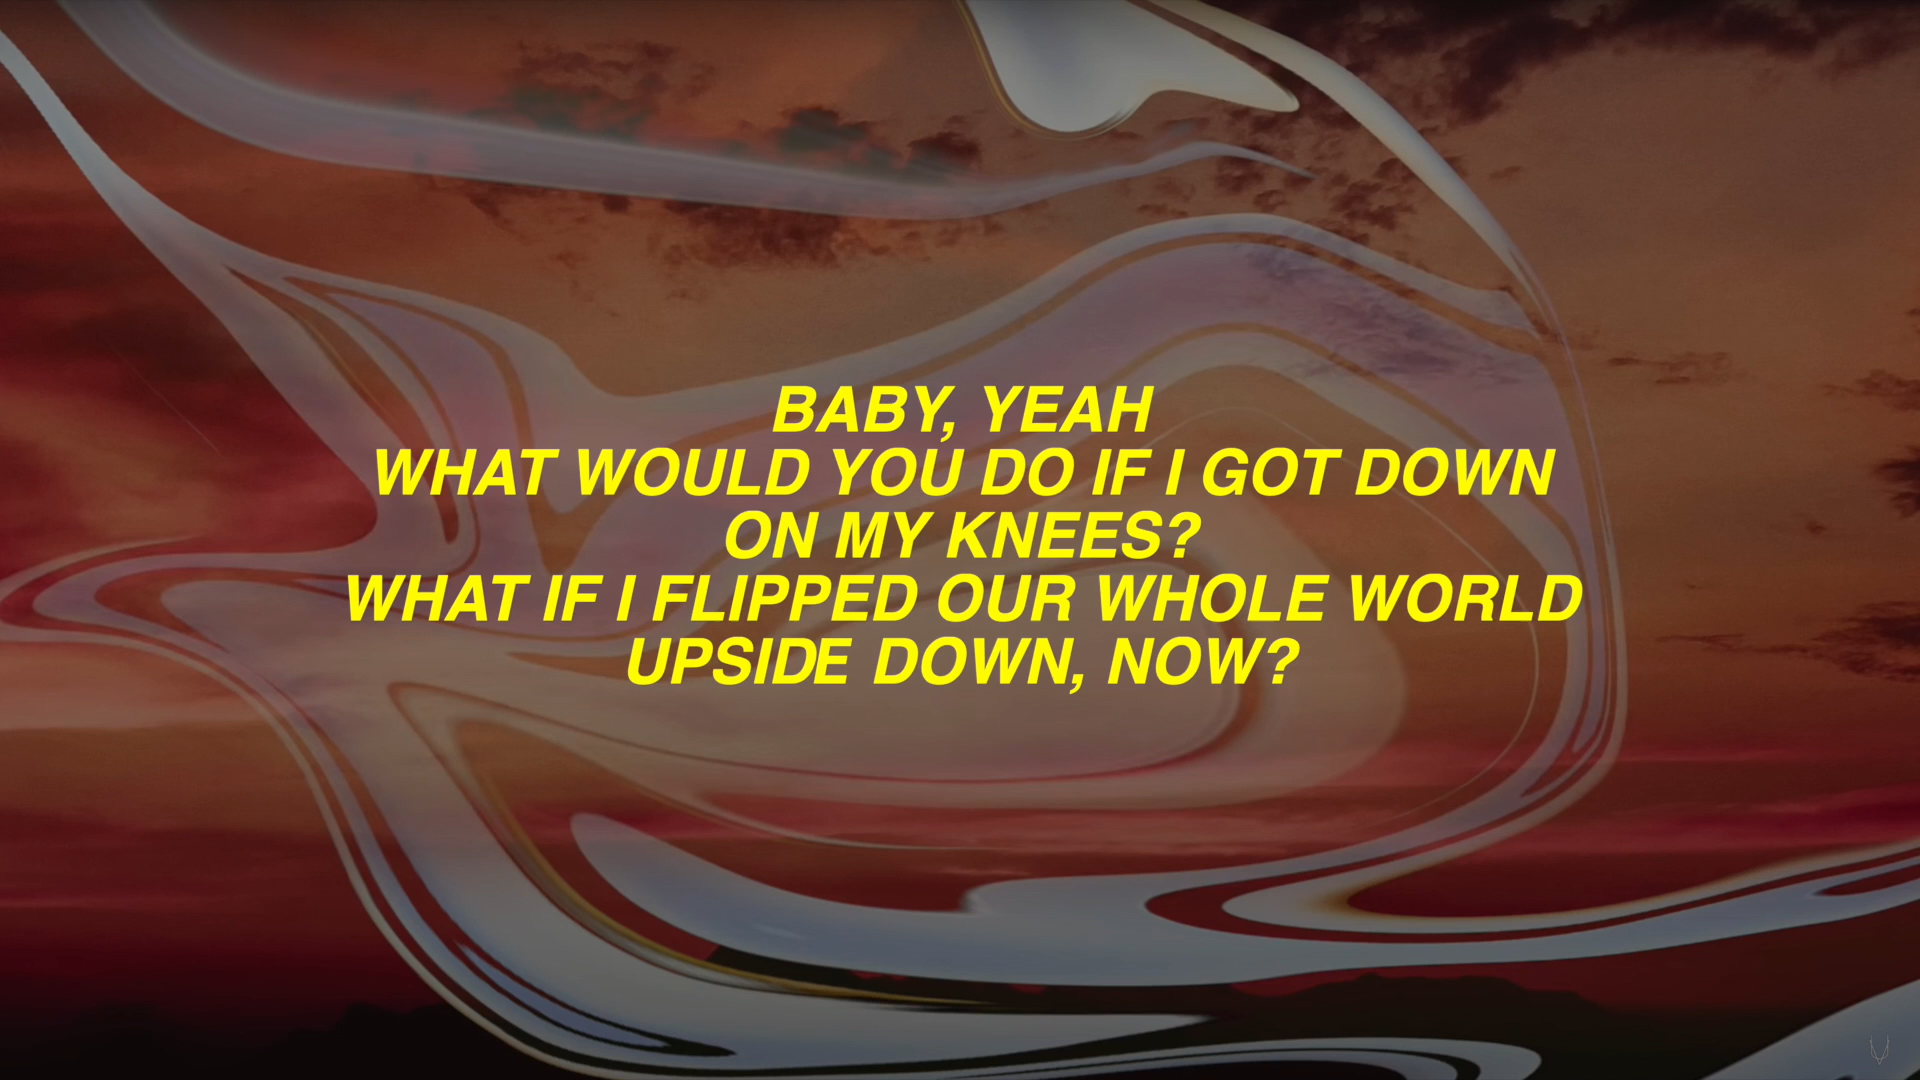 BABY, YEAH
WHAT WOULD YOU DO IF I GOT DOWN
ON MY KNEES?
WHAT IF I FLIPPED OUR WHOLE WORLD
UPSIDE DOWN, NOW?